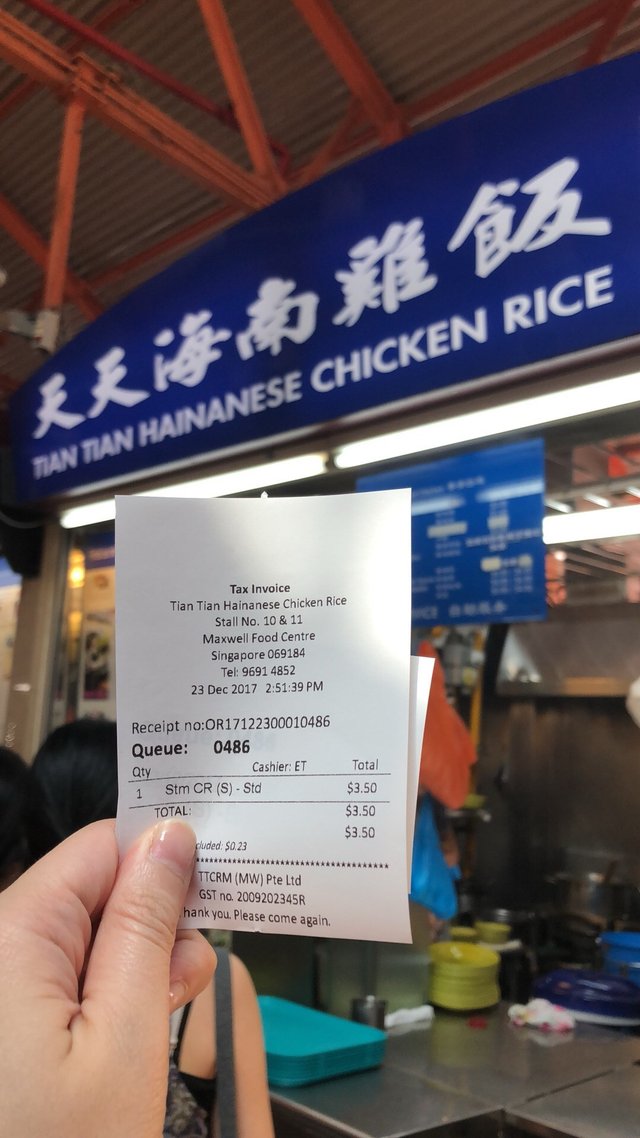 天天海南雞飯
TIAN TIAN HAINANESE CHICKEN RICE
Tax Invoice
Tian Tian Hainanese Chicken Rice
Stall No. 10 & 11
Maxwell Food Centre
Singapore 069184
Tel: 9691 4852
23 Dec 2017 2:51:39 PM
Receipt no:OR17122300010486
Queue: 0486
Cashier: ET
Qty Total
1 Stm CR (S) - Std $3.50
TOTAL: $3.50
$3.50
cluded: $0.23
****************************************
TTCRM (MW) Pte Ltd
GST no. 2009202345R
hank you. Please come again.